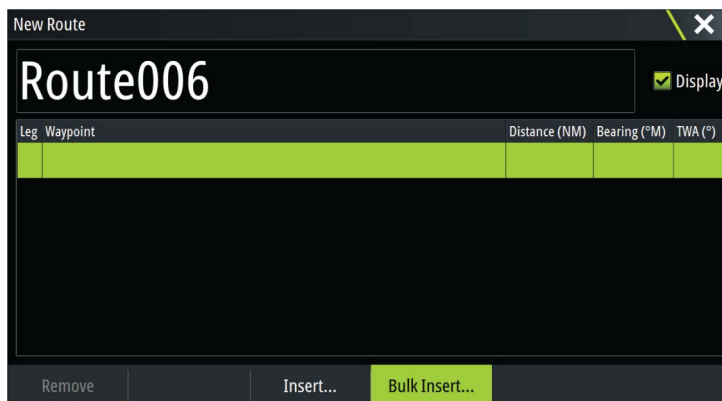 New Route
Route006
Display
Leg Waypoint Distance (NM) Bearing (°M) TWA (°)
Remove Insert... Bulk Insert...